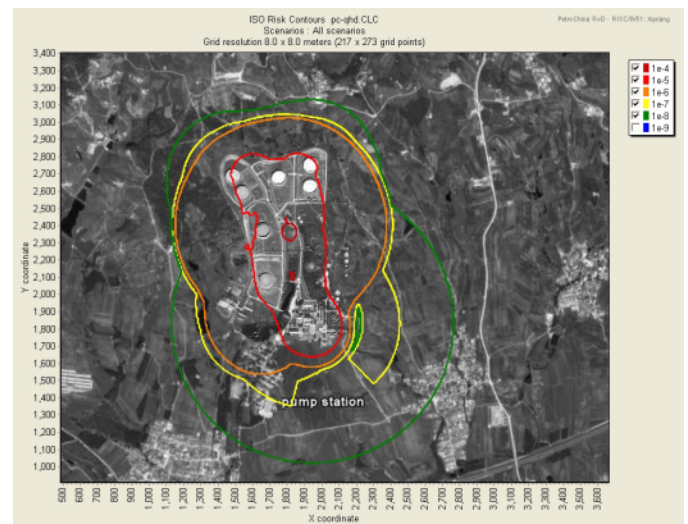 ISO Risk Contours pc-qhd.CLC
Scenarios : All scenarios
Grid resolution 8.0 x 8.0 meters (217 x 273 grid points)
1e-4
1e-5
1e-6
1e-7
1e-8
1e-9
3,400
3,300
3,200
3,100
3,000
2,900
2,800
2,700
2,600
2,500
2,400
2,300
2,200
2,100
2,000
1,900
1,800
1,700
1,600
1,500
1,400
1,300
1,200
1,100
1,000
Y coordinate
pump station
500 600 700 800 900 1,000 1,100 1,200 1,300 1,400 1,500 1,600 1,700 1,800 1,900 2,000 2,100 2,200 2,300 2,400 2,500 2,600 2,700 2,800 2,900 3,000 3,100 3,200 3,300 3,400 3,500 3,600
X coordinate